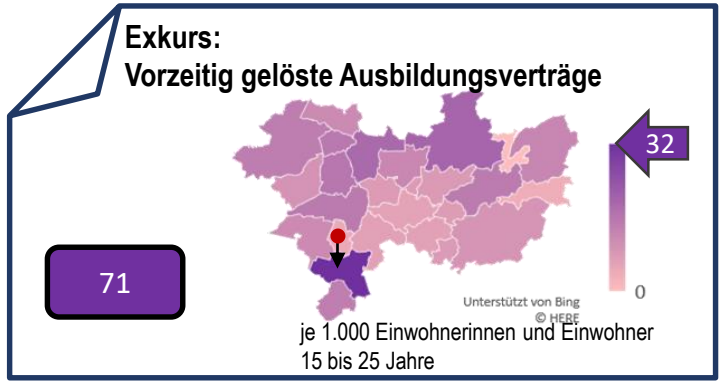 Exkurs:
Vorzeitig gelöste Ausbildungsverträge
32
71
0
Unterstützt von Bing
© HERE
je 1.000 Einwohnerinnen und Einwohner
15 bis 25 Jahre